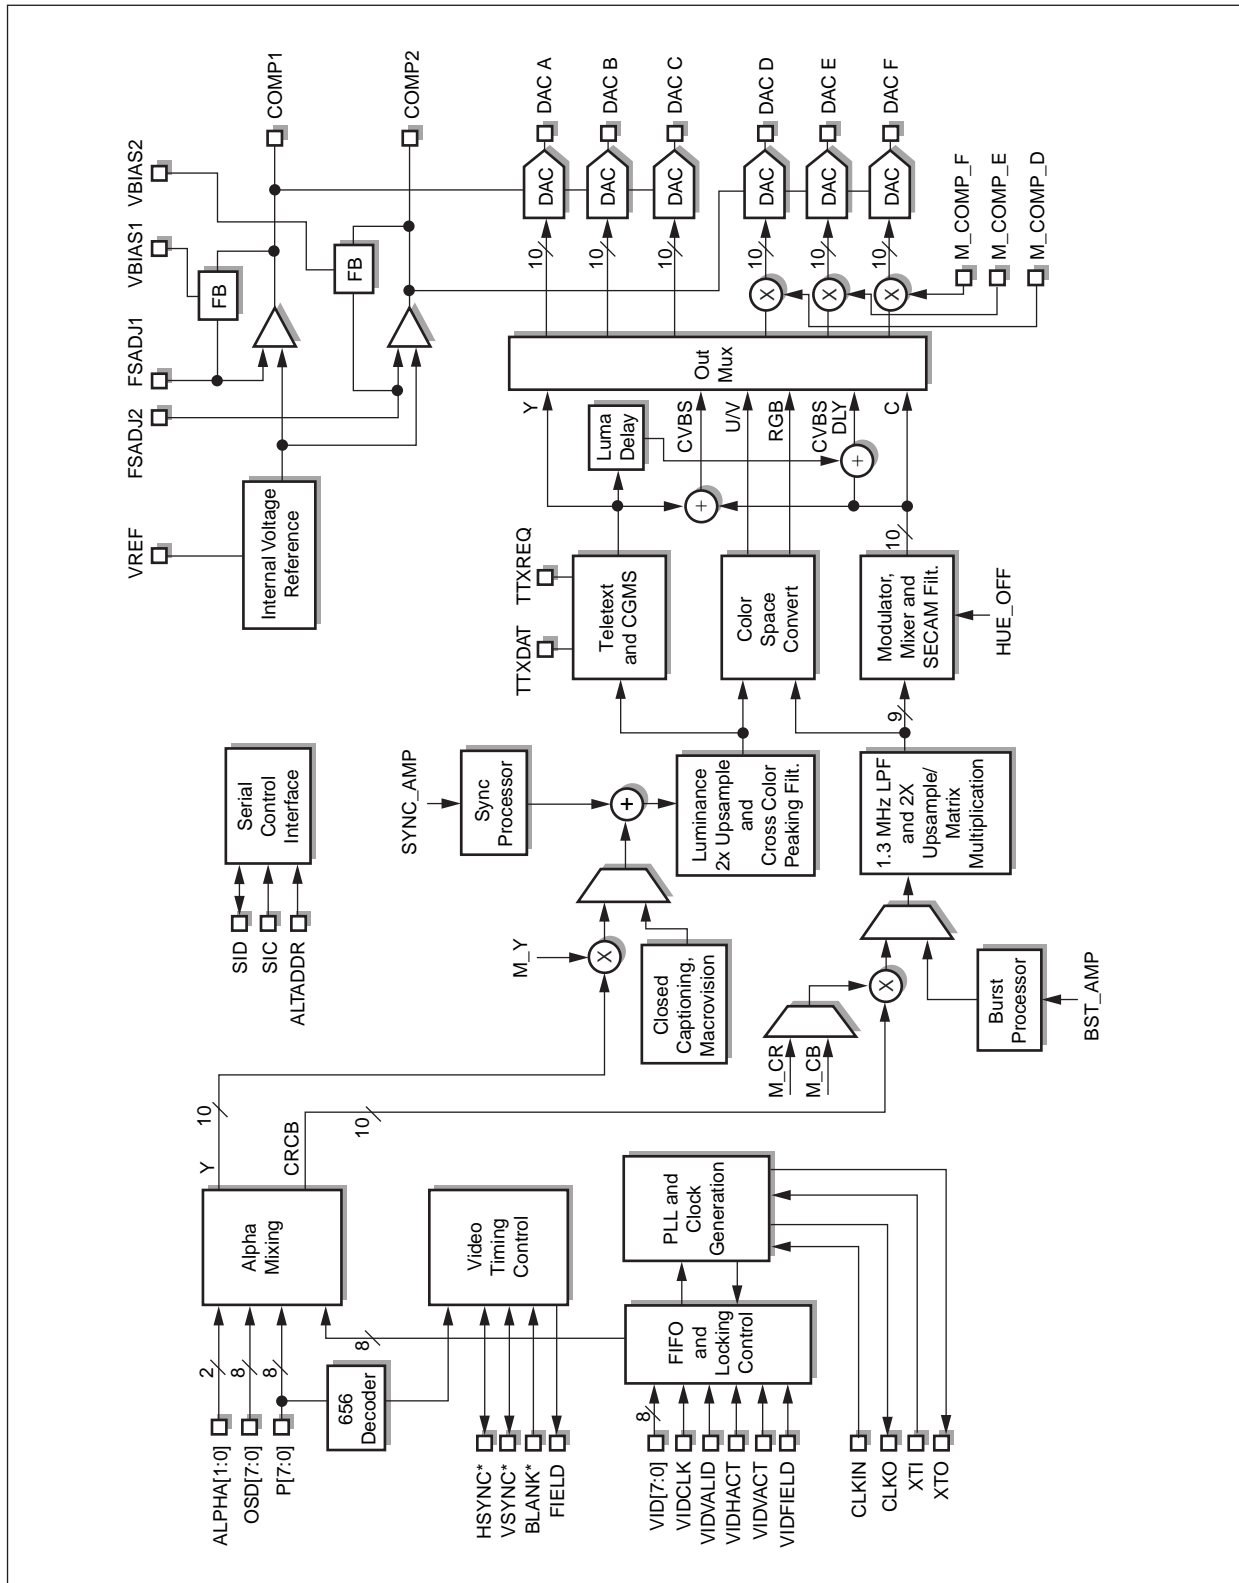 ALPHA[1:0]
OSD[7:0]
P[7:0]
2
8
8
656
Decoder
Alpha
Mixing
Y
10
CRCB
10
HSYNC*
VSYNC*
BLANK*
FIELD
Video
Timing
Control
8
VID[7:0]
VIDCLK
VIDVALID
VIDHACT
VIDVACT
VIDFIELD
8
FIFO
and
Locking
Control
PLL and
Clock
Generation
CLKIN
CLKO
XTI
XTO
SID
SIC
ALTADDR
Serial
Control
Interface
M_Y
X
Closed
Captioning,
Macrovision
SYNC_AMP
Sync
Processor
+
Luminance
2x Upsample
and
Cross Color
Peaking Filt.
M_CR
M_CB
X
Burst
Processor
BST_AMP
1.3 MHz LPF
and 2X
Upsample/
Matrix
Multiplication
9
TTXDAT
TTXREQ
Teletext
and CGMS
Color
Space
Convert
Modulator,
Mixer and
SECAM Filt.
HUE_OFF
10
Luma
Delay
+
+
Y
CVBS
U/V
RGB
CVBS
DLY
C
Out
Mux
VREF
Internal Voltage
Reference
FSADJ2
FSADJ1
VBIAS1
VBIAS2
FB
FB
COMP1
COMP2
X
X
X
10
10
10
10
10
10
DAC
DAC
DAC
DAC
DAC
DAC
DAC A
DAC B
DAC C
DAC D
DAC E
DAC F
M_COMP_F
M_COMP_E
M_COMP_D